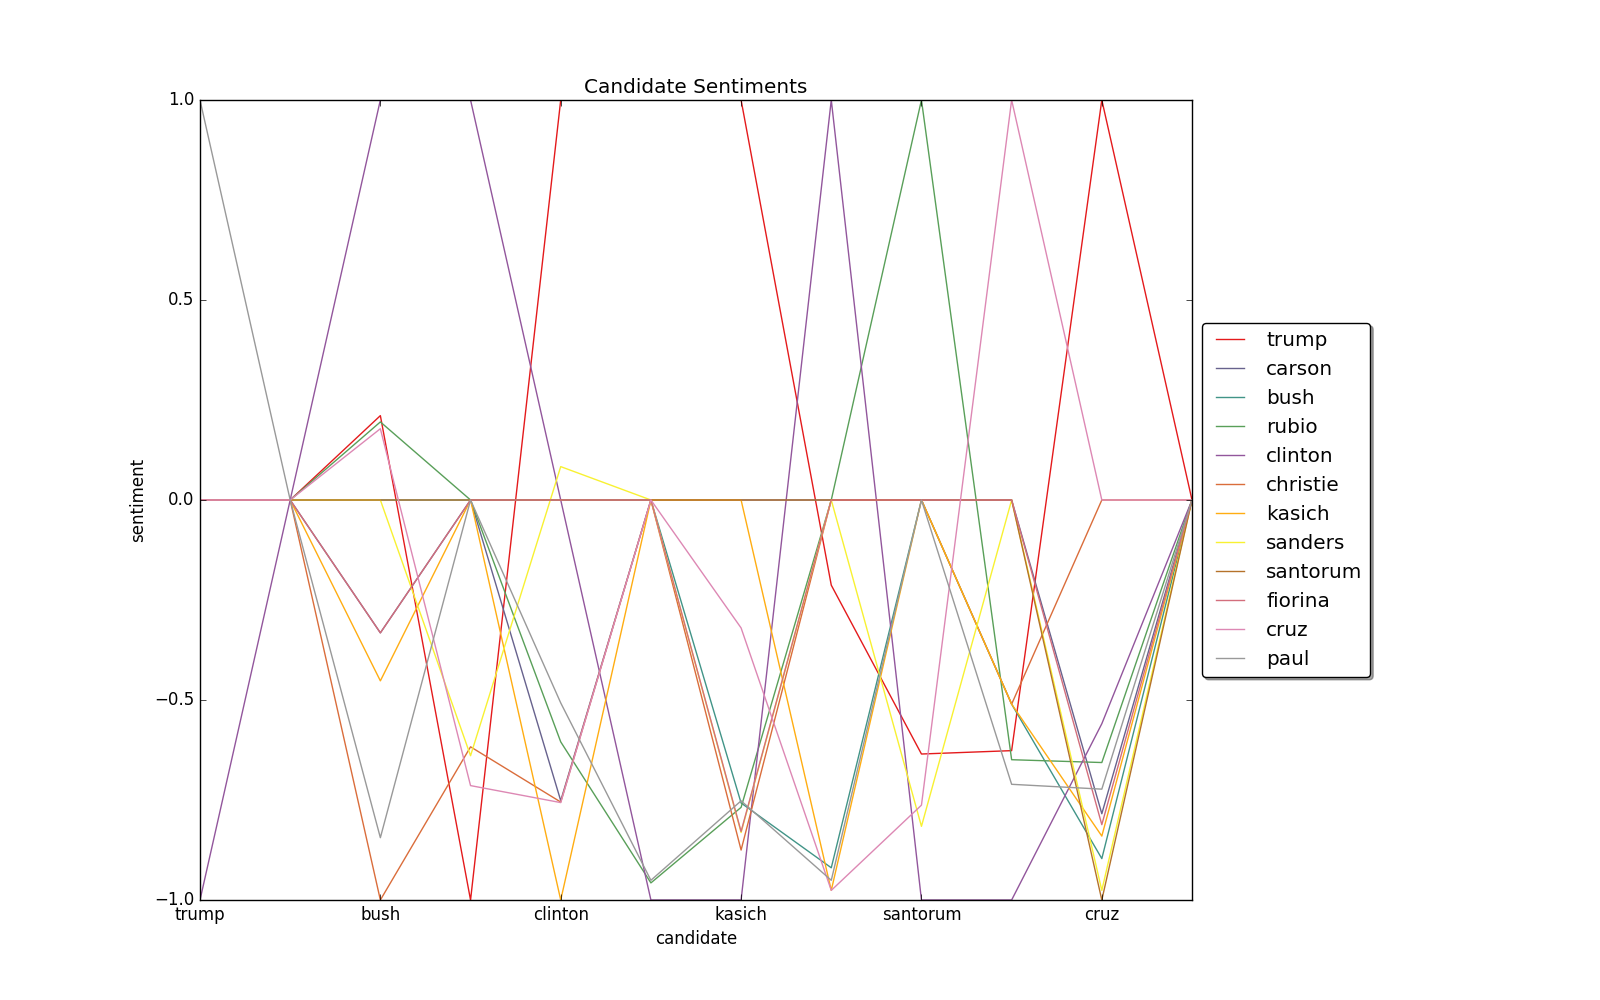 Candidate Sentiments
1.0
0.5
0.0
−0.5
−1.0
sentiment
trump bush clinton kasich santorum cruz
candidate
trump
carson
bush
rubio
clinton
christie
kasich
sanders
santorum
fiorina
cruz
paul